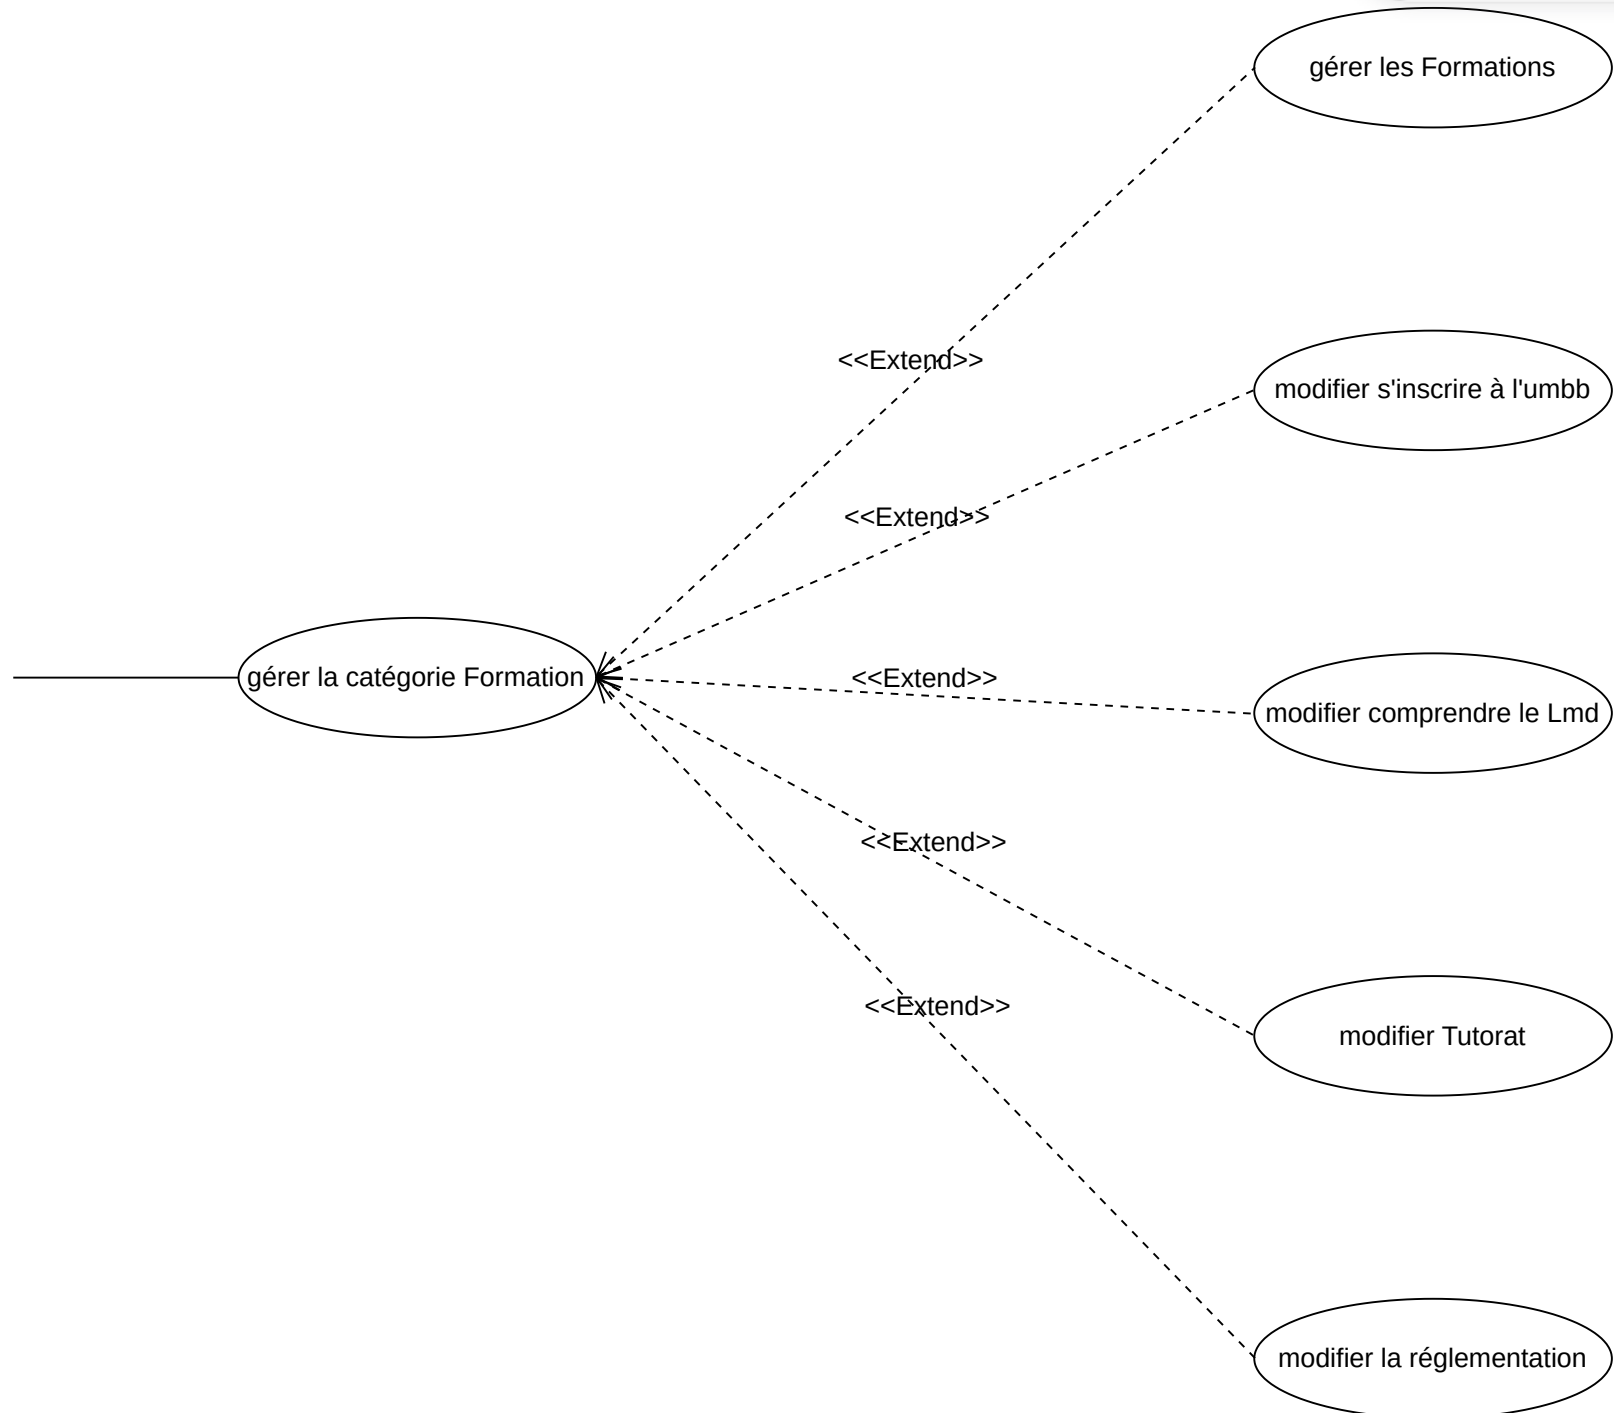 gérer les Formations
<<Extend>>
modifier s'inscrire à l'umbb
<<Extend>>
gérer la catégorie Formation
<<Extend>>
modifier comprendre le Lmd
<<Extend>>
<<Extend>>
modifier Tutorat
modifier la réglementation